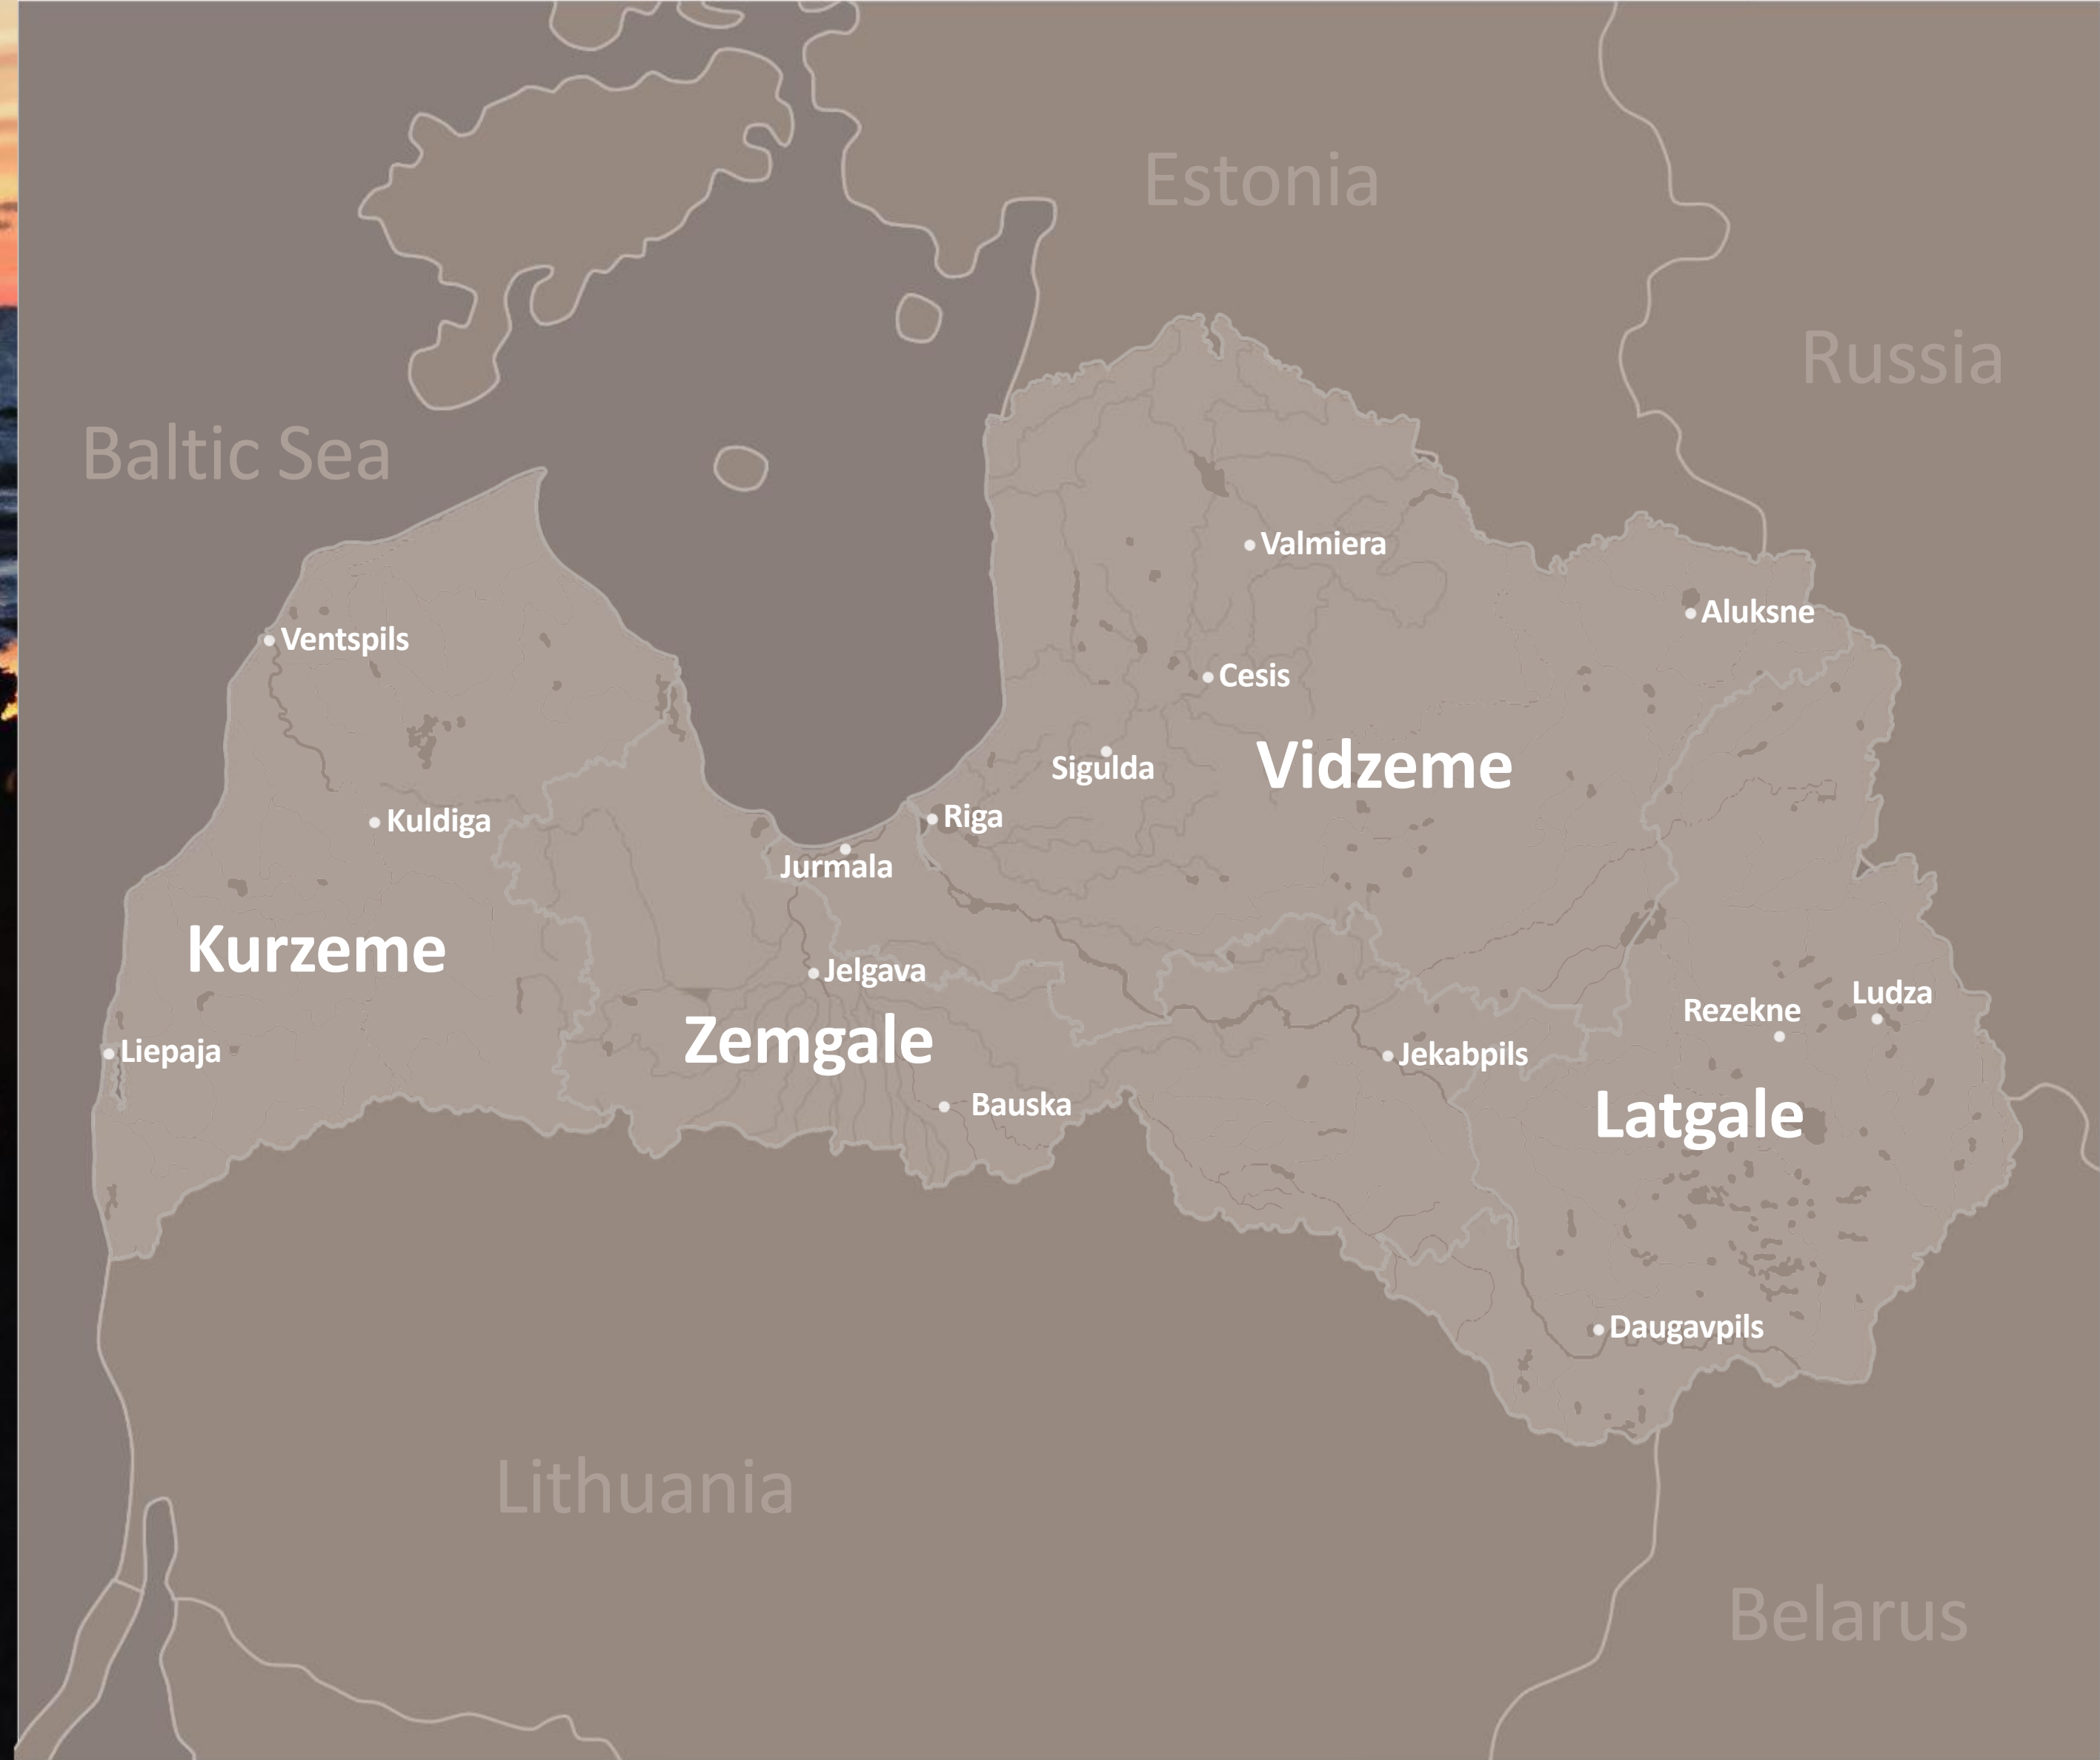 Estonia
Russia
Baltic Sea
Valmiera
Aluksne
Ventspils
Cesis
Vidzeme
Sigulda
Riga
Kuldiga
Jurmala
Kurzeme
Jelgava
Ludza
Rezekne
Zemgale
Liepaja
Jekabpils
Bauska
Latgale
Daugavpils
Lithuania
Belarus